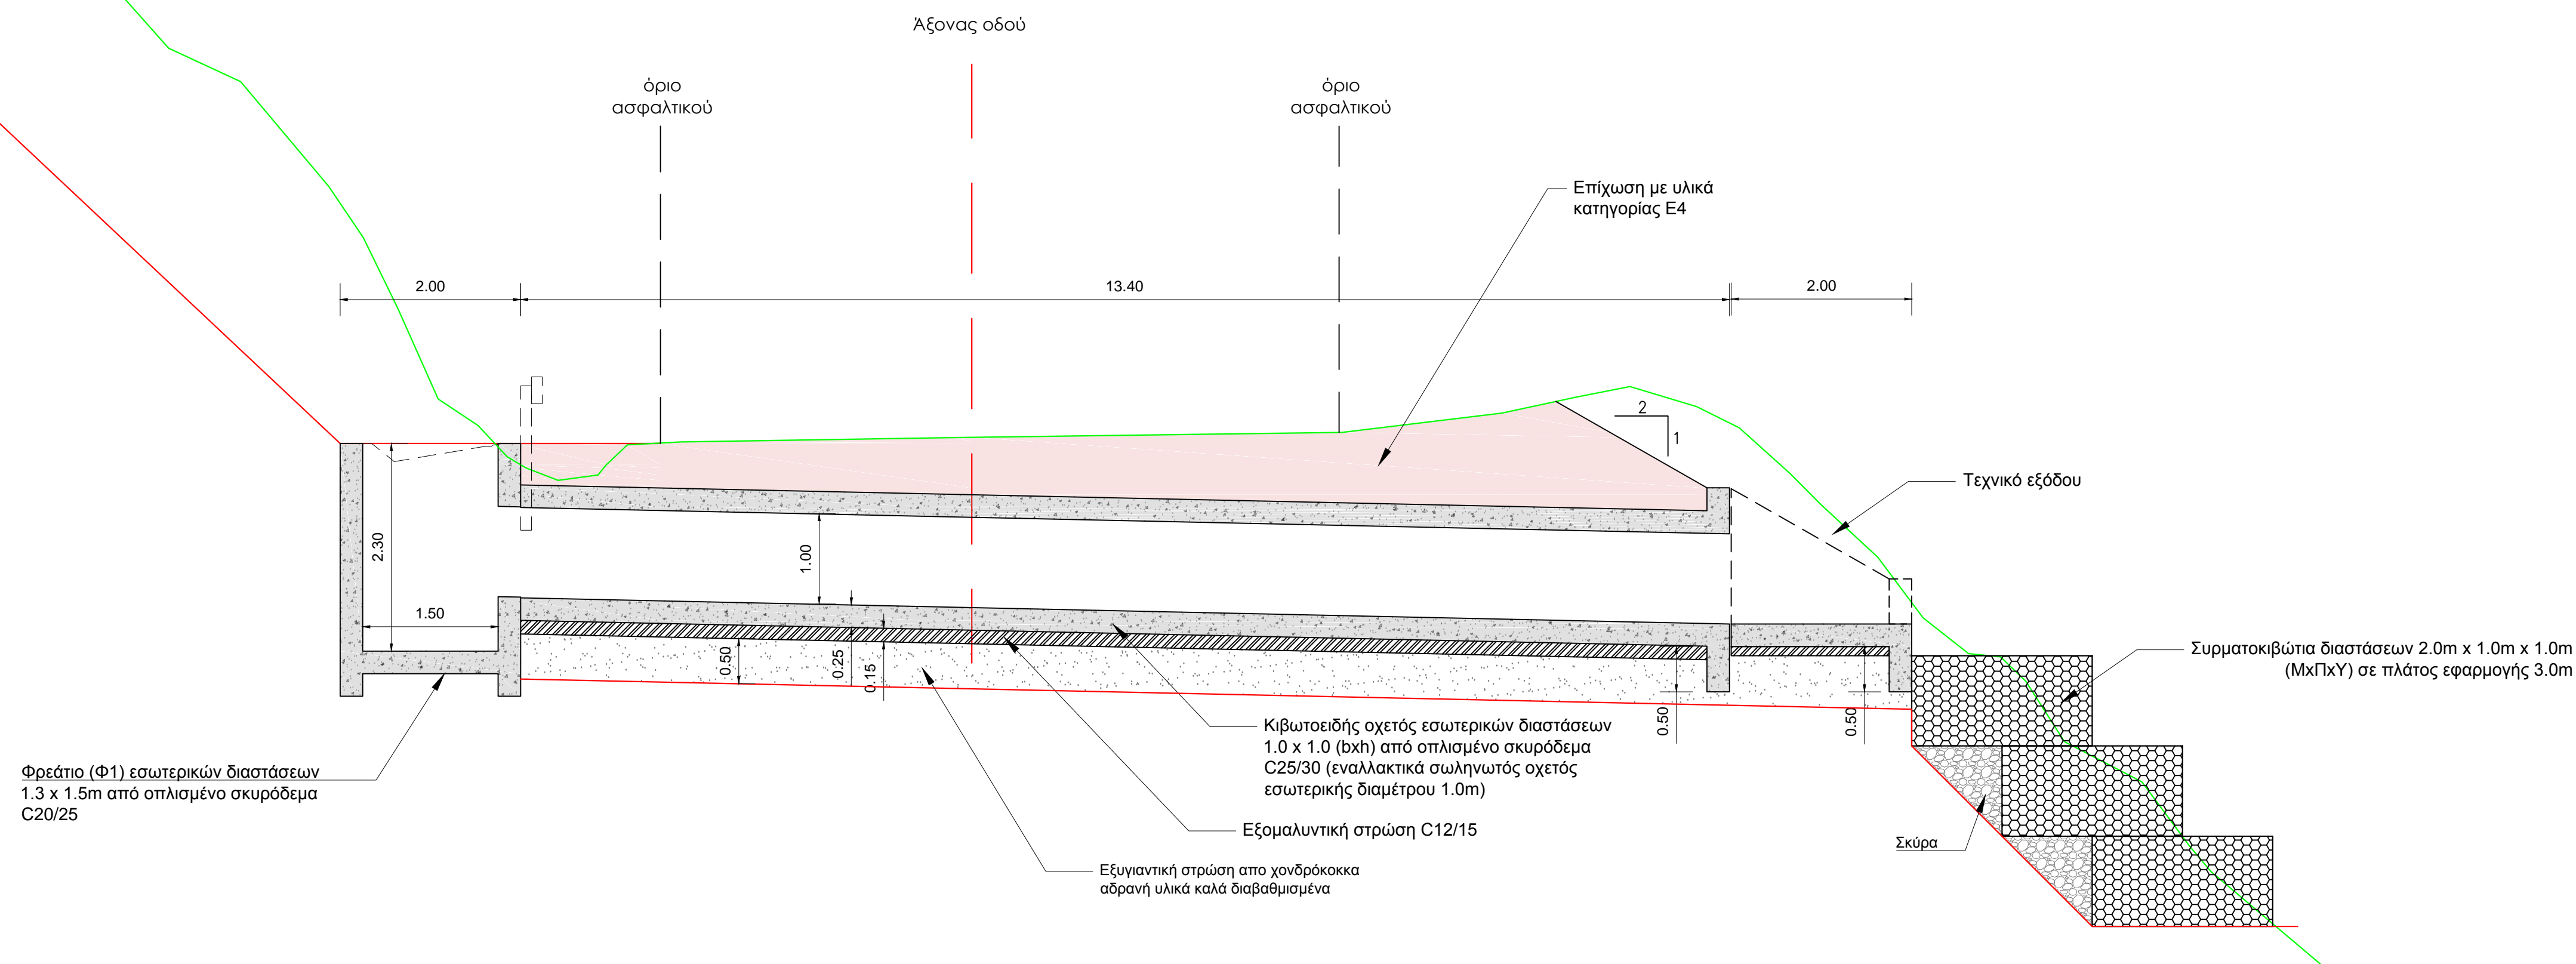 Άξονας οδού
όριο
ασφαλτικού
όριο
ασφαλτικού
Επίχωση με υλικά
κατηγορίας Ε4
2.00
13.40
2.00
2
1
Τεχνικό εξόδου
2.30
1.00
1.50
0.50
0.25
0.15
0.50
0.50
Συρματοκιβώτια διαστάσεων 2.0m x 1.0m x 1.0m
(ΜxΠxΥ) σε πλάτος εφαρμογής 3.0m
Κιβωτοειδής οχετός εσωτερικών διαστάσεων
1.0 x 1.0 (bxh) από οπλισμένο σκυρόδεμα
C25/30 (εναλλακτικά σωληνωτός οχετός
εσωτερικής διαμέτρου 1.0m)
Φρεάτιο (Φ1) εσωτερικών διαστάσεων
1.3 x 1.5m από οπλισμένο σκυρόδεμα
C20/25
Εξομαλυντική στρώση C12/15
Σκύρα
Εξυγιαντική στρώση απο χονδρόκοκκα
αδρανή υλικά καλά διαβαθμισμένα